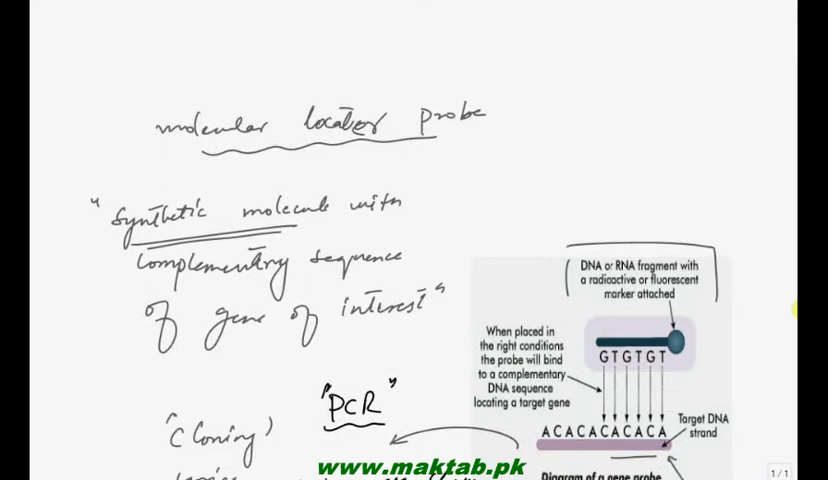 molecular locater probe
"Synthetic molecule with
complementry sequence
of gene of interest"
"PCR"
"Cloning)
DNA or RNA fragment with
a radioactive or fluorescent
marker attached
When placed in
the right conditions
the probe will bind
to a complementary
DNA sequence
locating a target gene
GTGTGT
ACACACACACA
Target DNA
strand
www.maktab.pk
Diagram of a gene probe
1/1